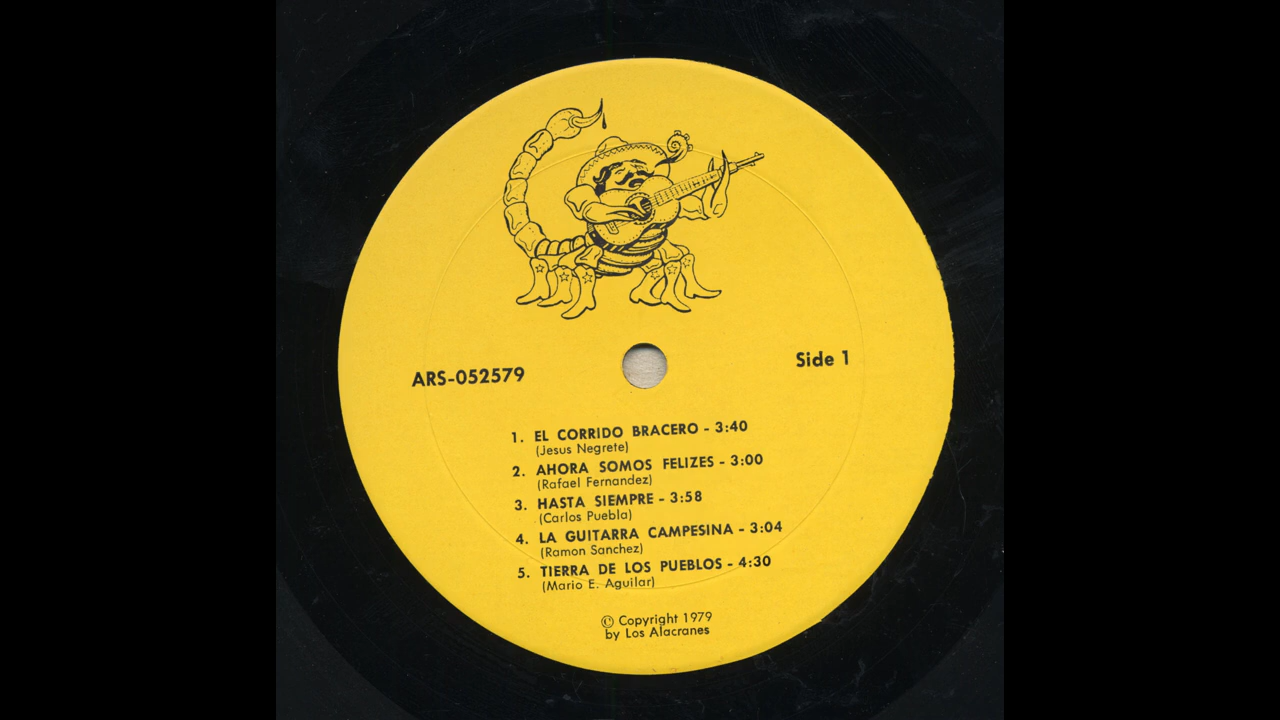 ARS-052579
Side 1
1. EL CORRIDO BRACERO - 3:40
(Jesus Negrete)
2. AHORA SOMOS FELIZES - 3:00
(Rafael Fernandez)
3. HASTA SIEMPRE - 3:58
(Carlos Puebla)
4. LA GUITARRA CAMPESINA - 3:04
(Ramon Sanchez)
5. TIERRA DE LOS PUEBLOS - 4:30
(Mario E. Aguilar)
© Copyright 1979
by Los Alacranes